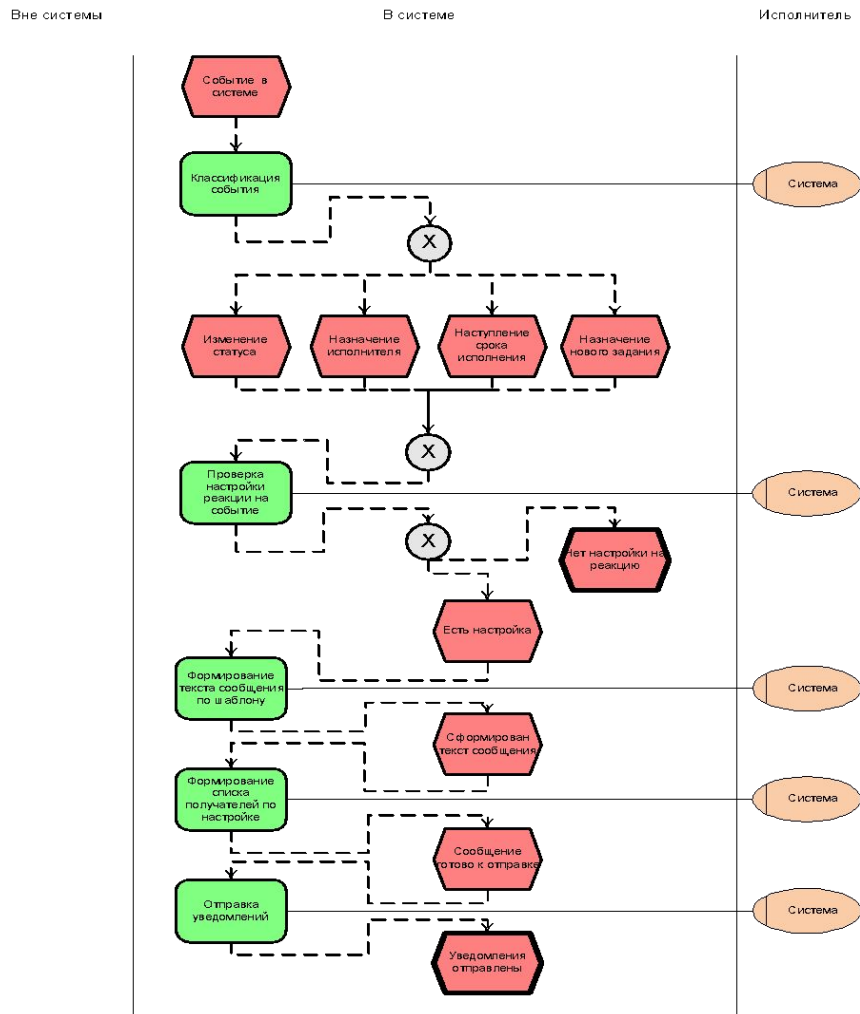 Вне системы
В системе
Исполнитель
Событие в
системе
Классификация
события
Система
X
Изменение
статуса
Назначение
исполнителя
Наступление
срока
исполнения
Назначение
нового задания
X
Проверка
настройки
реакции на
событие
Система
X
Нет настройки на
реакцию
Есть настройка
Формирование
текста сообщения
по шаблону
Система
Сформирован
текст сообщения
Формирование
списка
получателей по
настройке
Система
Сообщение
готово к отправке
Отправка
уведомлений
Система
Уведомления
отправлены